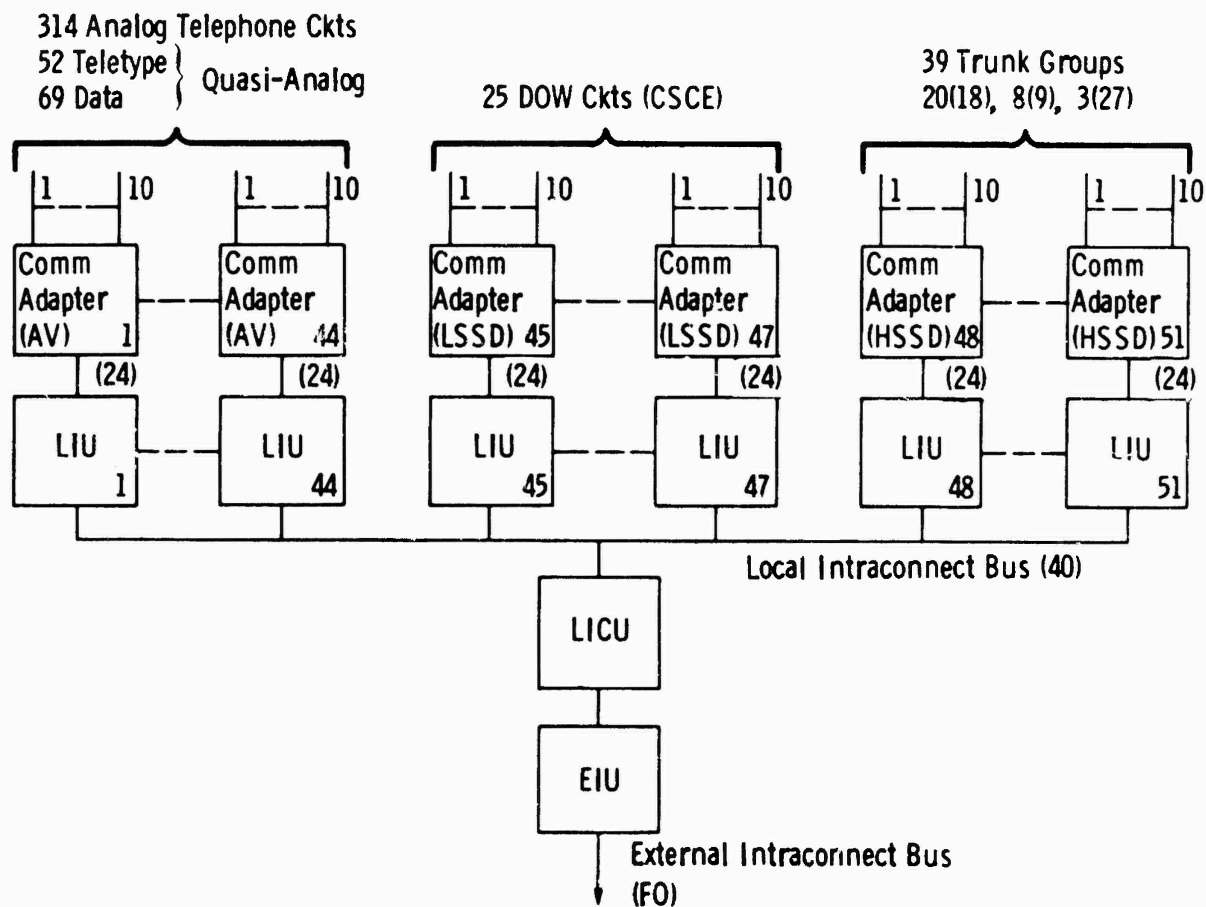 314 Analog Telephone Ckts
52 Teletype
69 Data
Quasi-Analog
25 DOW Ckts (CSCE)
39 Trunk Groups
20(18), 8(9), 3(27)
1 10 1 10 1 10 1 10 1 10 1 10
Comm Adapter (AV) 1
Comm Adapter (AV) 44
Comm Adapter (LSSD) 45
Comm Adapter (LSSD) 47
Comm Adapter (HSSD) 48
Comm Adapter (HSSD) 51
(24) (24) (24) (24) (24) (24)
LIU 1
LIU 44
LIU 45
LIU 47
LIU 48
LIU 51
Local Intraconnect Bus (40)
LICU
EIU
External Intraconnect Bus
(FO)